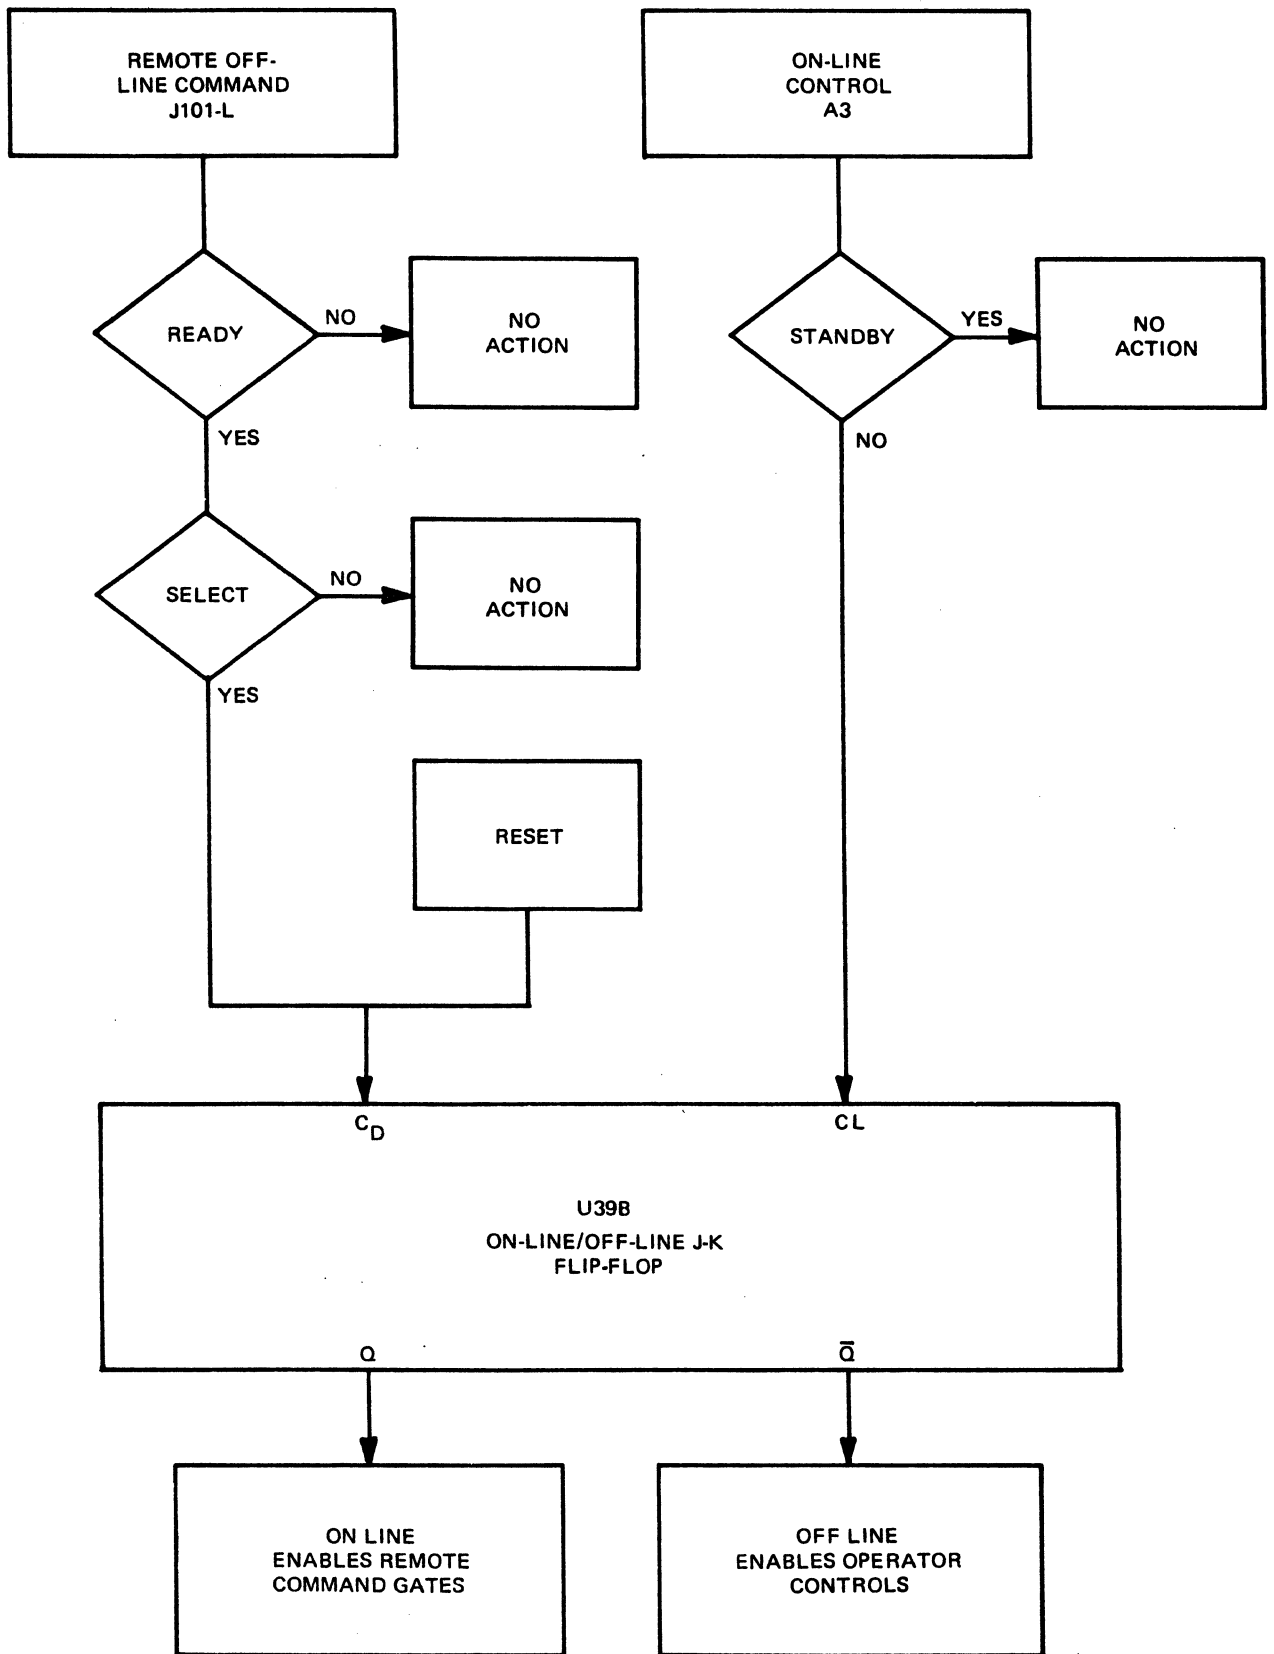 REMOTE OFF-
LINE COMMAND
J101-L
ON-LINE
CONTROL
A3
READY
NO
NO
ACTION
YES
STANDBY
YES
NO
ACTION
NO
SELECT
NO
NO
ACTION
YES
RESET
CD
CL
U39B
ON-LINE/OFF-LINE J-K
FLIP-FLOP
Q
Q̅
ON LINE
ENABLES REMOTE
COMMAND GATES
OFF LINE
ENABLES OPERATOR
CONTROLS